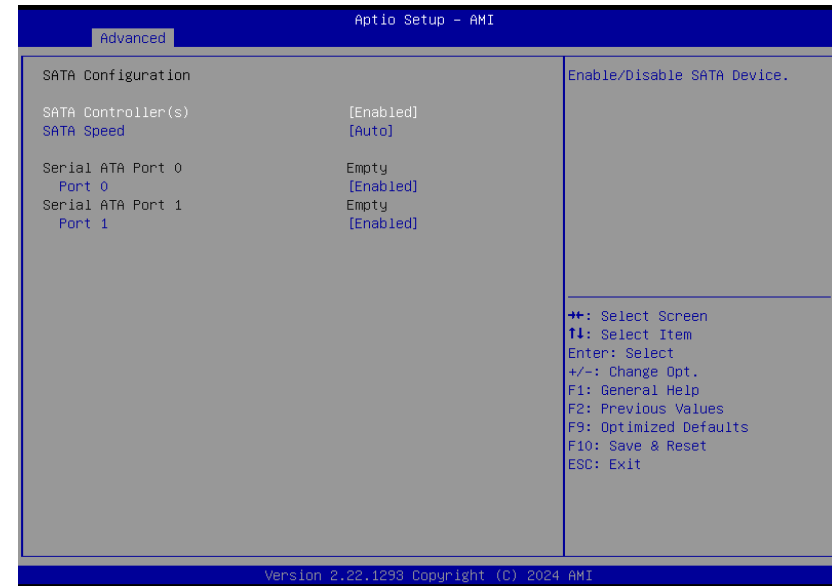 Aptio Setup – AMI
Advanced
SATA Configuration
SATA Controller(s) [Enabled]
SATA Speed [Auto]
Serial ATA Port 0 Empty
Port 0 [Enabled]
Serial ATA Port 1 Empty
Port 1 [Enabled]
Enable/Disable SATA Device.
→←: Select Screen
↑↓: Select Item
Enter: Select
+/-: Change Opt.
F1: General Help
F2: Previous Values
F9: Optimized Defaults
F10: Save & Reset
ESC: Exit
Version 2.22.1293 Copyright (C) 2024 AMI